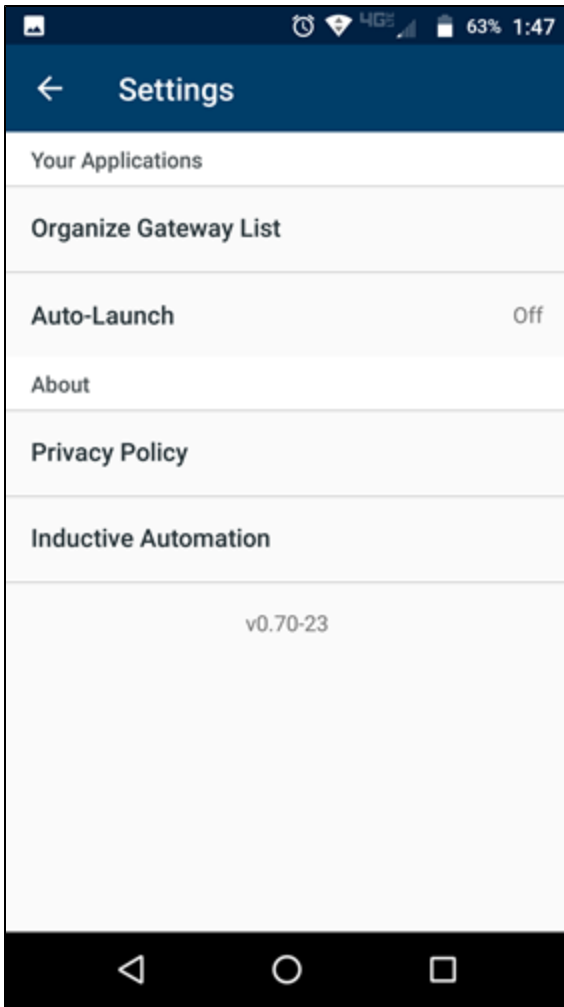 4G 63% 1:47
Settings
Your Applications
Organize Gateway List
Auto-Launch Off
About
Privacy Policy
Inductive Automation
v0.70-23